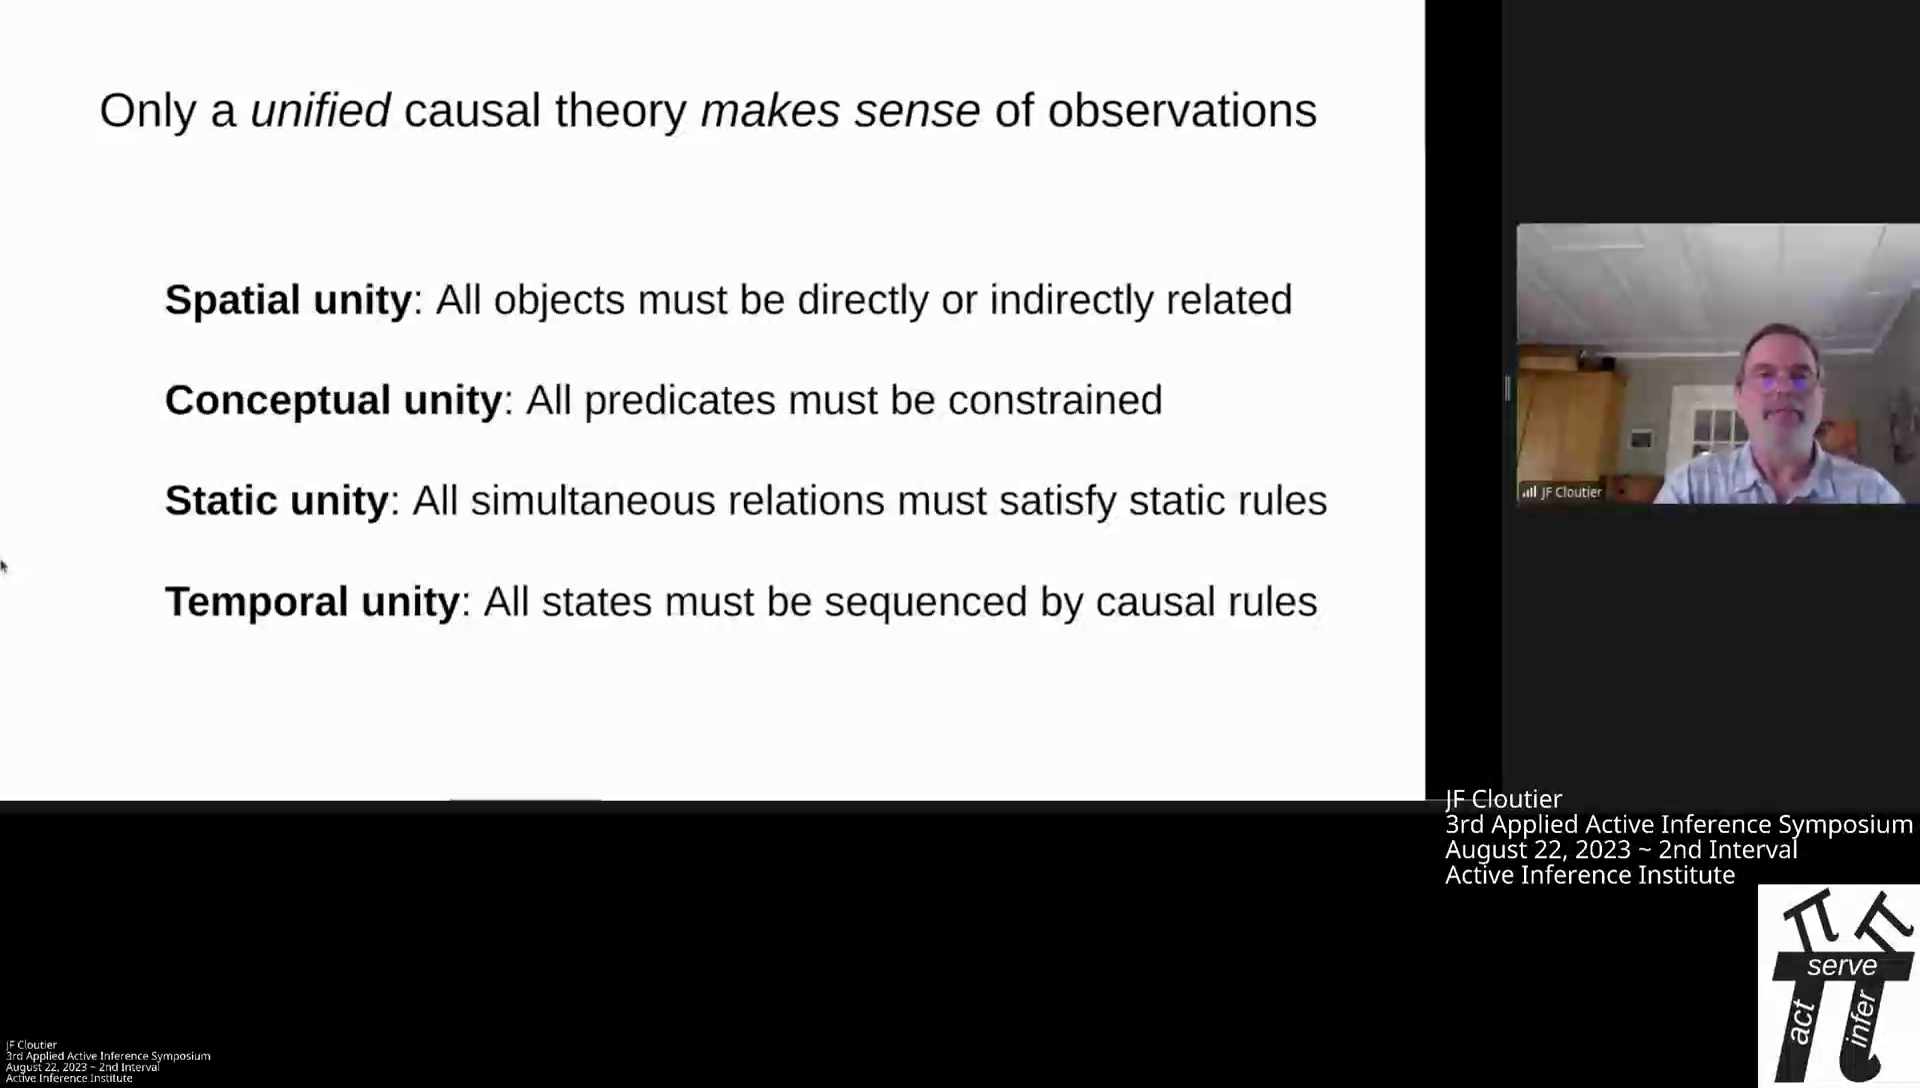 Only a unified causal theory makes sense of observations
Spatial unity: All objects must be directly or indirectly related
Conceptual unity: All predicates must be constrained
Static unity: All simultaneous relations must satisfy static rules
Temporal unity: All states must be sequenced by causal rules
JF Cloutier
JF Cloutier
3rd Applied Active Inference Symposium
August 22, 2023 ~ 2nd Interval
Active Inference Institute
serve
act
infer
JF Cloutier
3rd Applied Active Inference Symposium
August 22, 2023 ~ 2nd Interval
Active Inference Institute